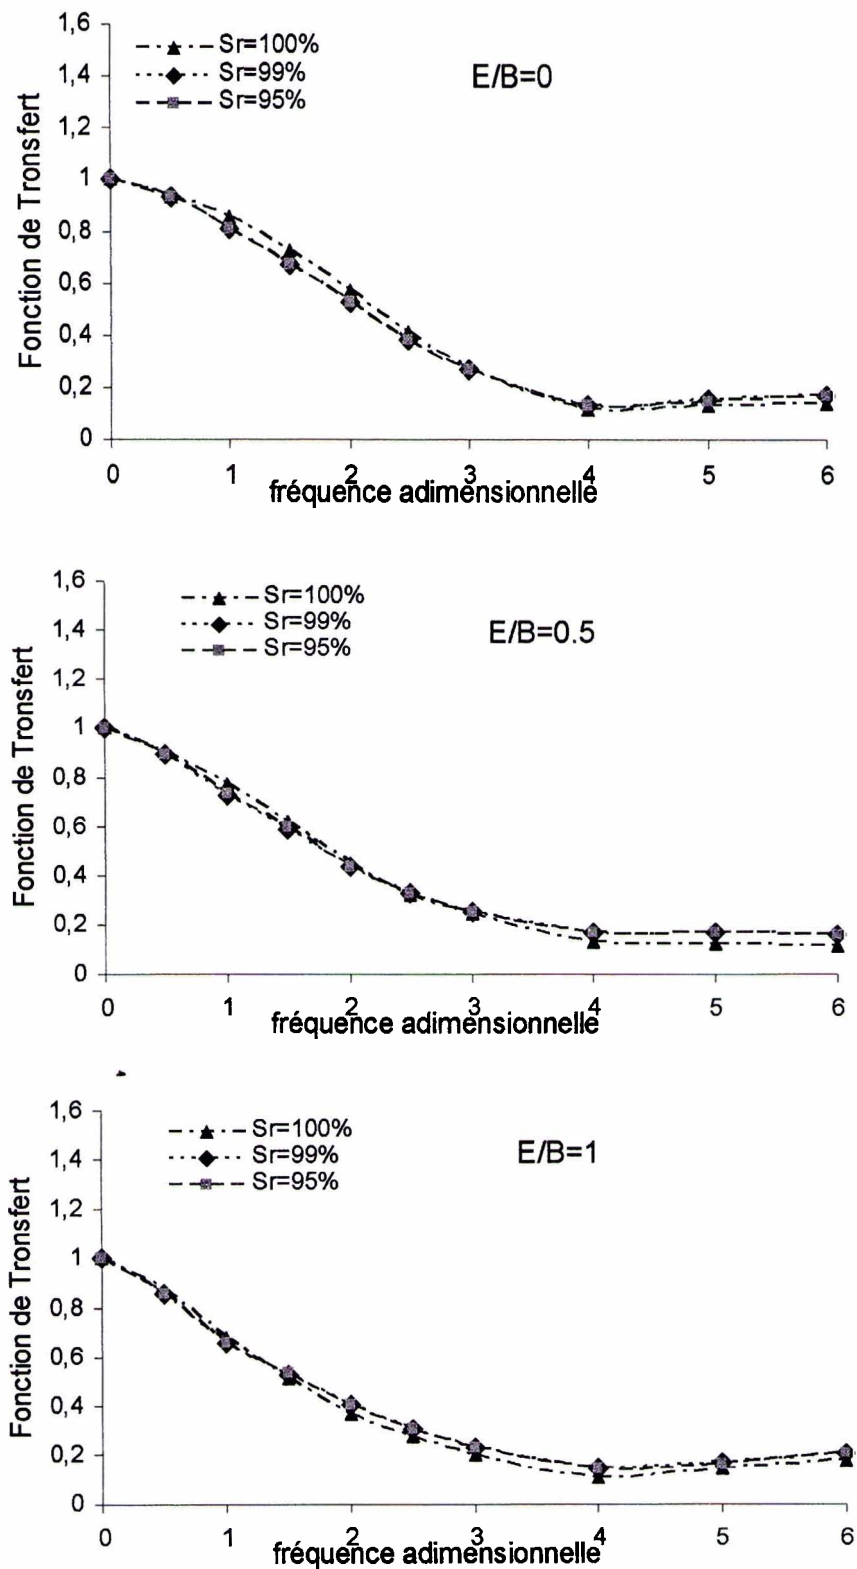 1,6
Sr=100%
Sr=99%
Sr=95%
E/B=0
1,4
1,2
1
0,8
0,6
0,4
0,2
0
Fonction de Tronsfert
0 1 2 3 4 5 6
fréquence adimensionnelle
1,6
Sr=100%
Sr=99%
Sr=95%
E/B=0.5
1,4
1,2
1
0,8
0,6
0,4
0,2
0
Fonction de Tronsfert
0 1 2 3 4 5 6
fréquence adimensionnelle
1,6
Sr=100%
Sr=99%
Sr=95%
E/B=1
1,4
1,2
1
0,8
0,6
0,4
0,2
0
Fonction de Tronsfert
0 1 2 3 4 5 6
fréquence adimensionnelle